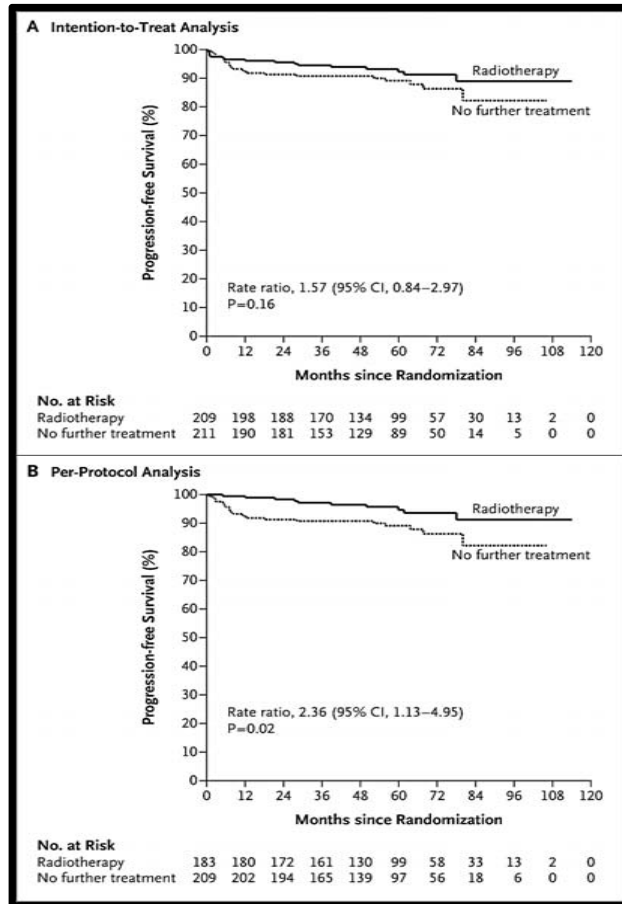 A Intention-to-Treat Analysis
100
90
80
70
60
50
40
30
20
10
0
Progression-free Survival (%)
Radiotherapy
No further treatment
Rate ratio, 1.57 (95% CI, 0.84–2.97)
P=0.16
0 12 24 36 48 60 72 84 96 108 120
Months since Randomization
No. at Risk
Radiotherapy 209 198 188 170 134 99 57 30 13 2 0
No further treatment 211 190 181 153 129 89 50 14 5 0 0
B Per-Protocol Analysis
100
90
80
70
60
50
40
30
20
10
0
Progression-free Survival (%)
Radiotherapy
No further treatment
Rate ratio, 2.36 (95% CI, 1.13–4.95)
P=0.02
0 12 24 36 48 60 72 84 96 108 120
Months since Randomization
No. at Risk
Radiotherapy 183 180 172 161 130 99 58 33 13 2 0
No further treatment 209 202 194 165 139 97 56 18 6 0 0